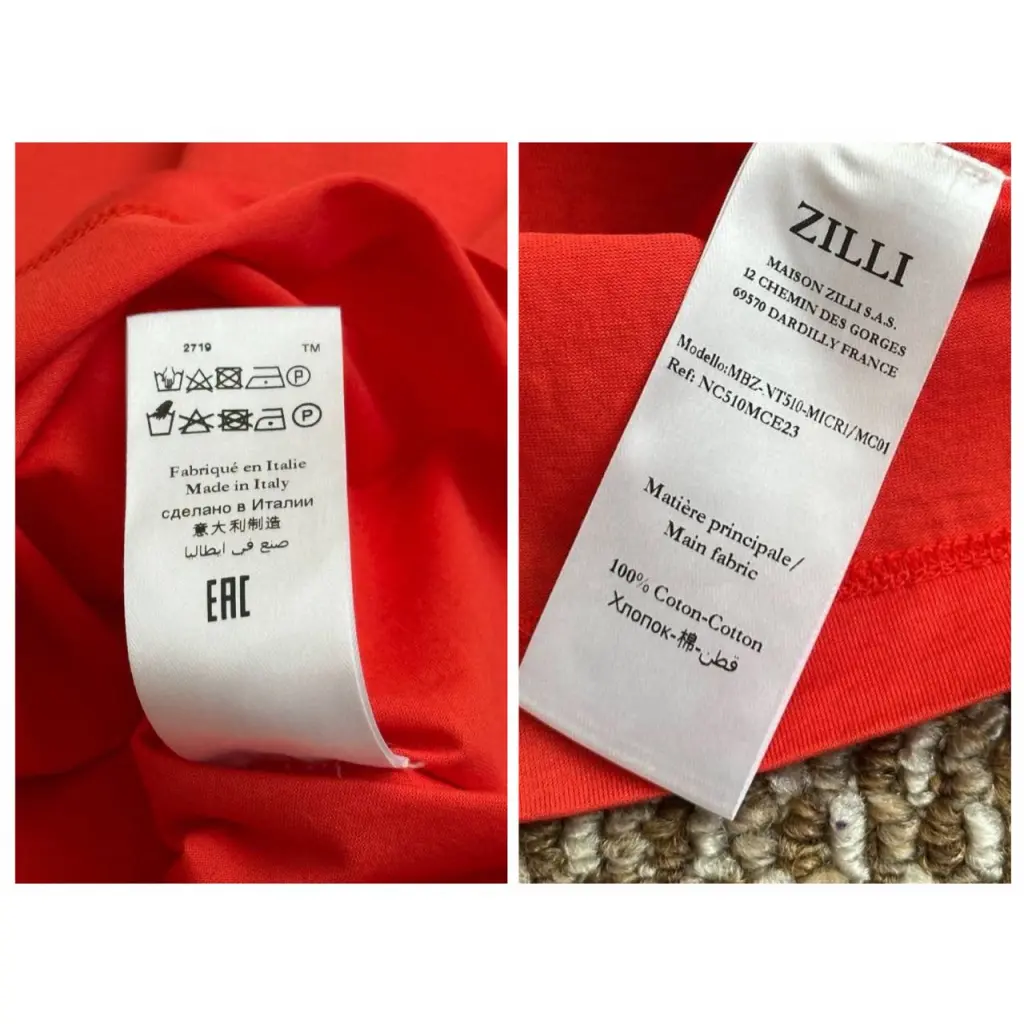 2719 TM
P
P
Fabriqué en Italie
Made in Italy
сделано в Италии
意大利制造
صنع في ايطاليا
EAC
ZILLI
MAISON ZILLI S.A.S.
12 CHEMIN DES GORGES
69570 DARDILLY FRANCE
Modello:MBZ-NT510-MICR1/MC01
Ref: NC510MCE23
Matière principale/
Main fabric
100% Coton-Cotton
Хлопок-棉-قطن